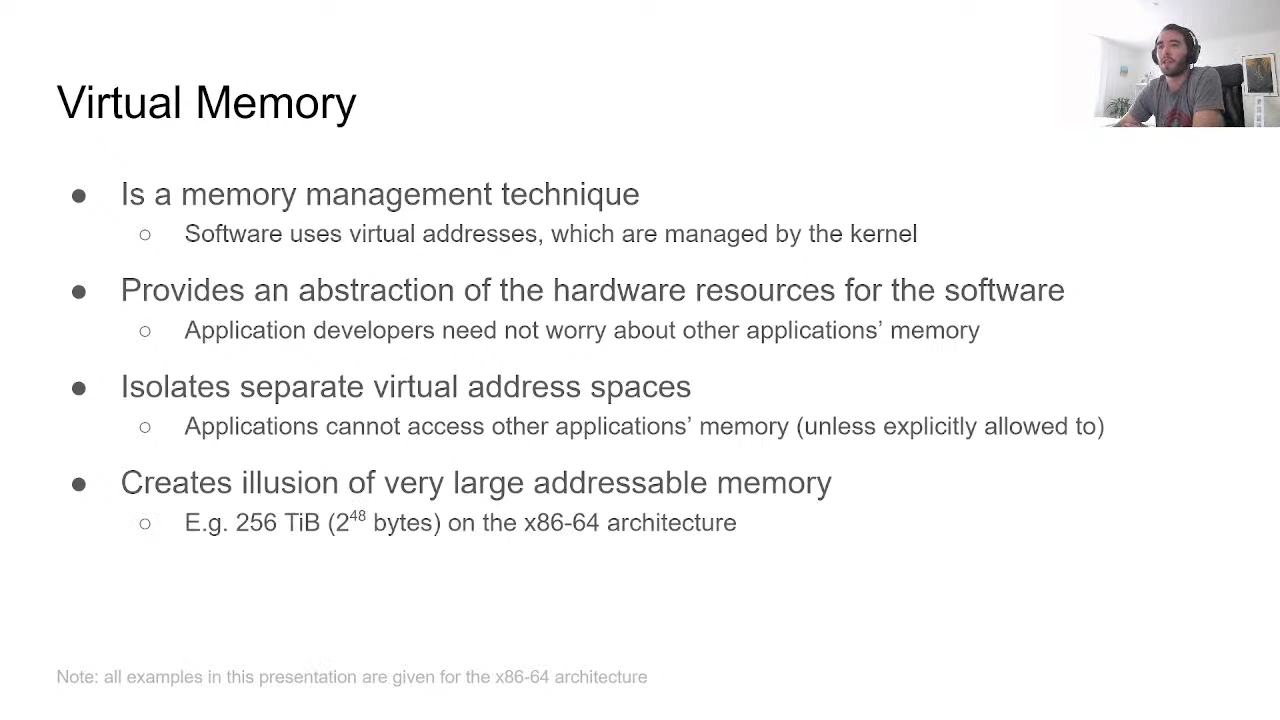 Virtual Memory
● Is a memory management technique
○ Software uses virtual addresses, which are managed by the kernel
● Provides an abstraction of the hardware resources for the software
○ Application developers need not worry about other applications’ memory
● Isolates separate virtual address spaces
○ Applications cannot access other applications’ memory (unless explicitly allowed to)
● Creates illusion of very large addressable memory
○ E.g. 256 TiB (2⁴⁸ bytes) on the x86-64 architecture
Note: all examples in this presentation are given for the x86-64 architecture